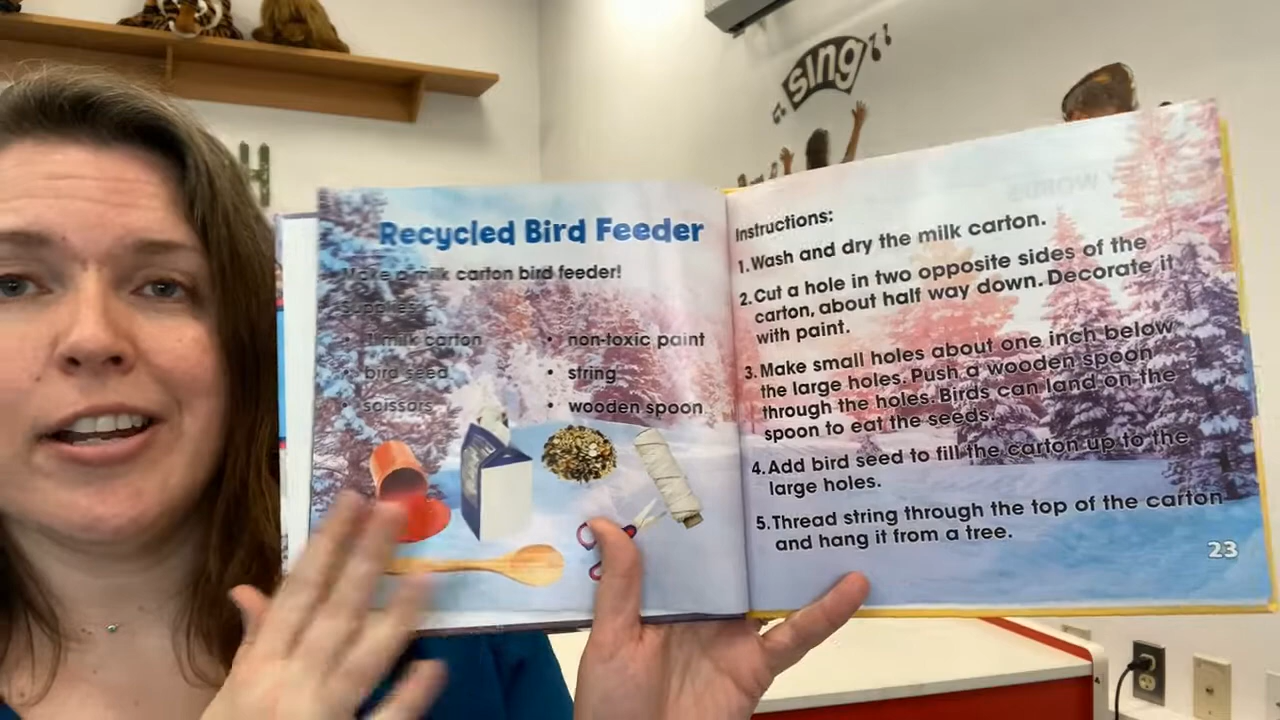 sing
H
Recycled Bird Feeder
Make a milk carton bird feeder!
Supplies:
• 1 milk carton
• bird seed
• scissors
• non-toxic paint
• string
• wooden spoon
Instructions:
1. Wash and dry the milk carton.
2. Cut a hole in two opposite sides of the
carton, about half way down. Decorate it
with paint.
3. Make small holes about one inch below
the large holes. Push a wooden spoon
through the holes. Birds can land on the
spoon to eat the seeds.
4. Add bird seed to fill the carton up to the
large holes.
5. Thread string through the top of the carton
and hang it from a tree.
23